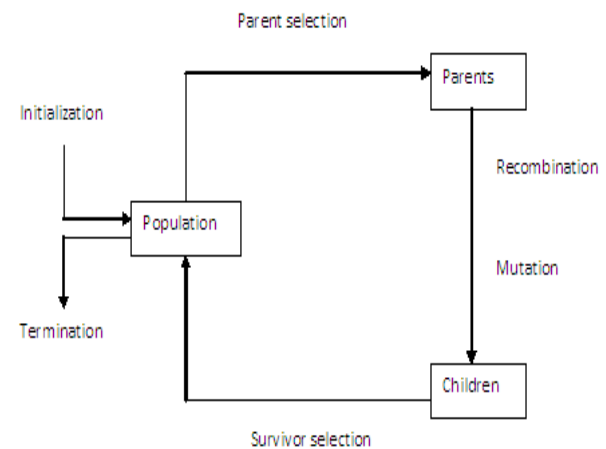 Parent selection
Parents
Initialization
Recombination
Population
Mutation
Termination
Children
Survivor selection